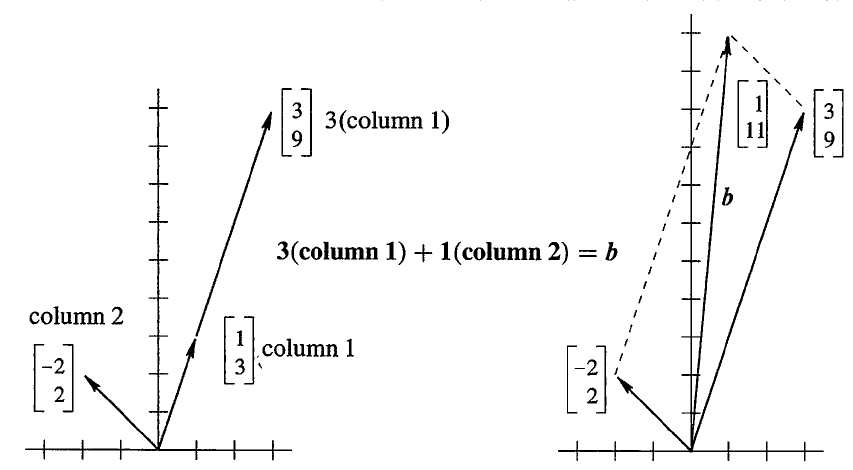 [3
9] 3(column 1)
[1
11]
[3
9]
b
3(column 1) + 1(column 2) = b
column 2
[-2
2]
[1
3] column 1
[-2
2]